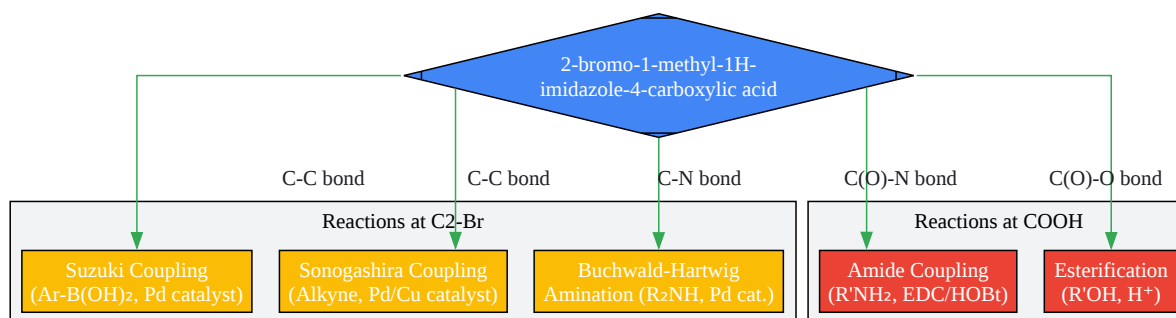 2-bromo-1-methyl-1H-
imidazole-4-carboxylic acid
C-C bond
C-C bond
C-N bond
C(O)-N bond
C(O)-O bond
Reactions at C2-Br
Reactions at COOH
Suzuki Coupling
(Ar-B(OH)₂, Pd catalyst)
Sonogashira Coupling
(Alkyne, Pd/Cu catalyst)
Buchwald-Hartwig
Amination (R₂NH, Pd cat.)
Amide Coupling
(R'NH₂, EDC/HOBt)
Esterification
(R'OH, H⁺)